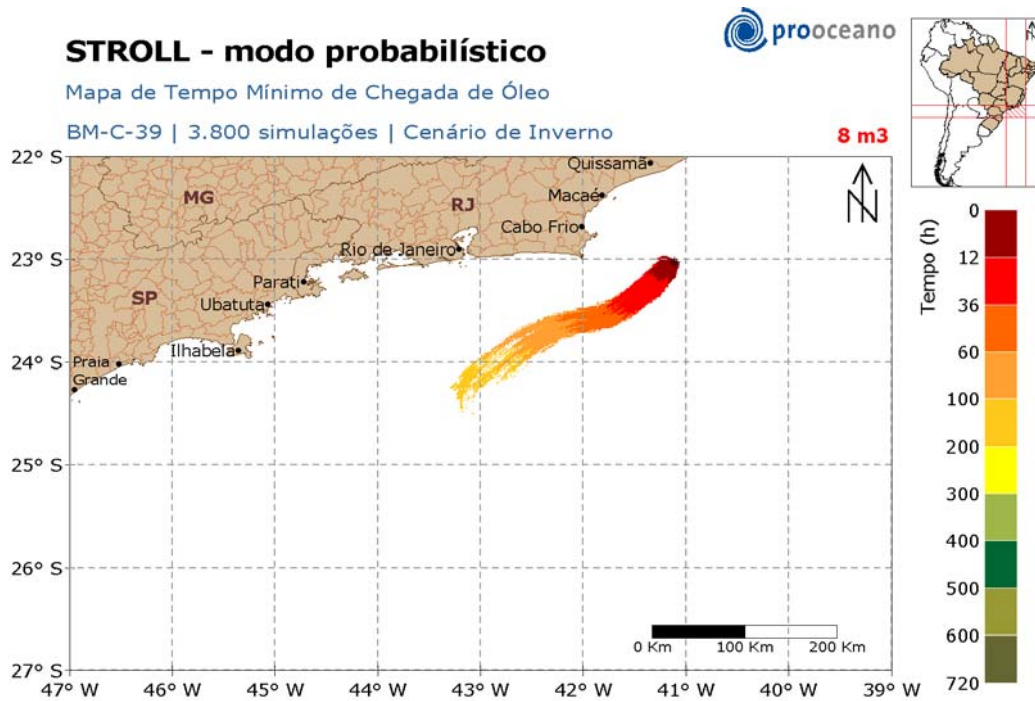 prooceano
N
STROLL - modo probabilístico
Mapa de Tempo Mínimo de Chegada de Óleo
BM-C-39 | 3.800 simulações | Cenário de Inverno
8 m3
22° S
23° S
24° S
25° S
26° S
27° S
Quissamã
MG
Macaé
RJ
N
Cabo Frio
Rio de Janeiro
Parati
SP
Ubatuta
Ilhabela
Praia
Grande
0 Km
100 Km
200 Km
47° W
46° W
45° W
44° W
43° W
42° W
41° W
40° W
39° W
Tempo (h)
0
12
36
60
100
200
300
400
500
600
720